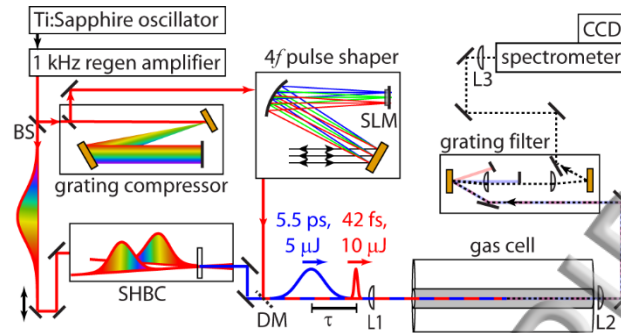 Ti:Sapphire oscillator
1 kHz regen amplifier
BS
grating compressor
4f pulse shaper
SLM
CCD
spectrometer
L3
grating filter
SHBC
5.5 ps,
5 μJ
42 fs,
10 μJ
τ
DM
L1
gas cell
L2